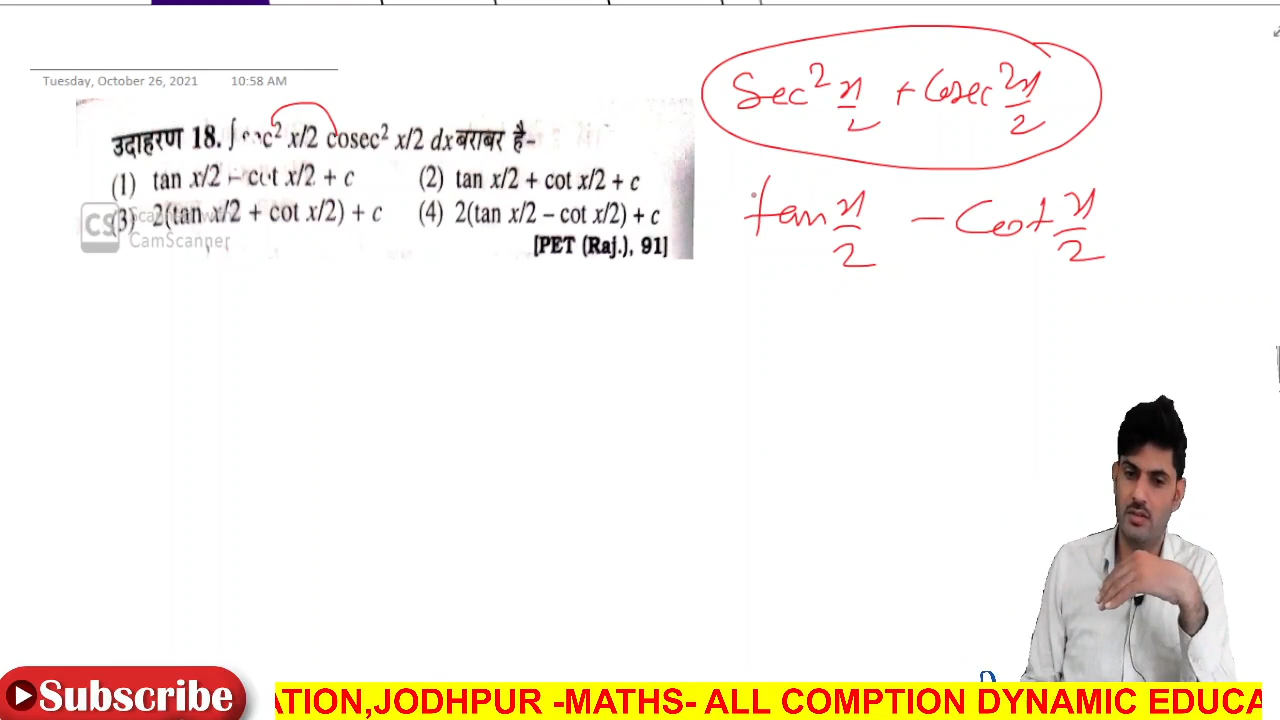 Tuesday, October 26, 2021 10:58 AM
उदाहरण 18. ∫ sec² x/2 cosec² x/2 dx बराबर है-
(1) tan x/2 – cot x/2 + c (2) tan x/2 + cot x/2 + c
(3) 2(tan x/2 + cot x/2) + c (4) 2(tan x/2 – cot x/2) + c
CS
CamScanner
[PET (Raj.), 91]
Sec² x/2 + Cosec² x/2
tan x/2 – Cot x/2
Subscribe
ATION,JODHPUR -MATHS- ALL COMPTION DYNAMIC EDUCA